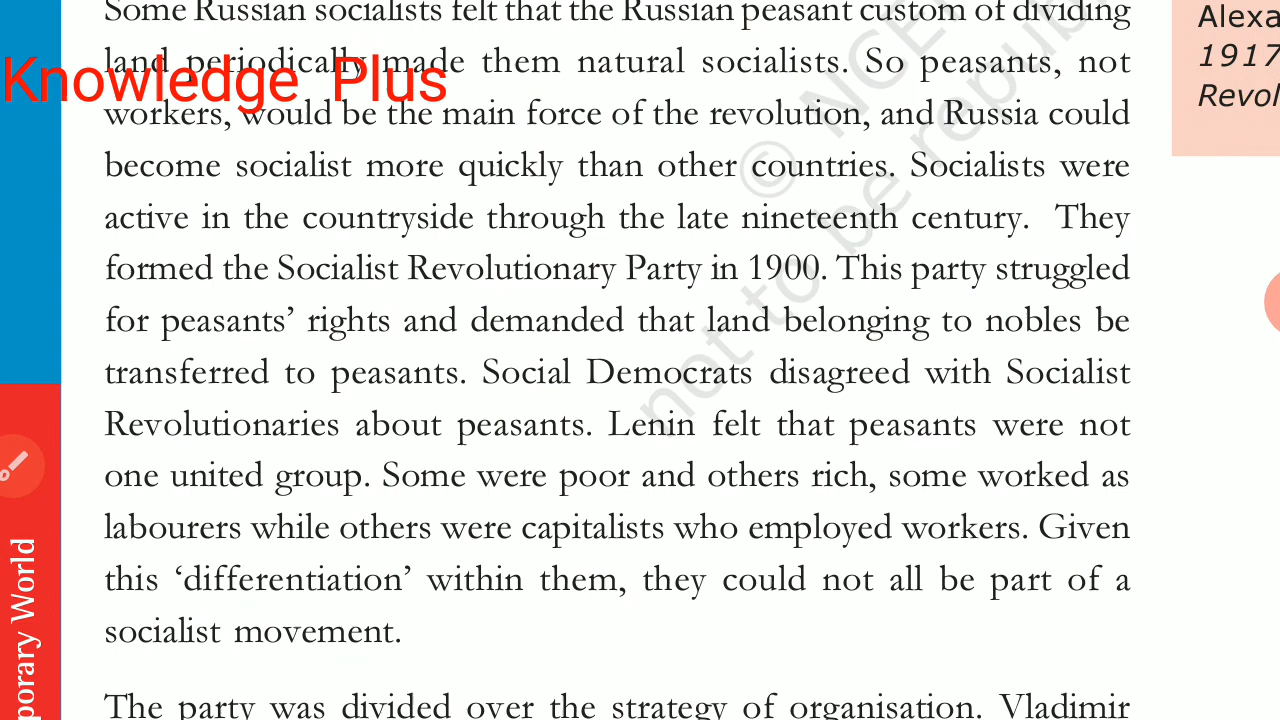 Some Russian socialists felt that the Russian peasant custom of dividing
land periodically made them natural socialists. So peasants, not
workers, would be the main force of the revolution, and Russia could
become socialist more quickly than other countries. Socialists were
active in the countryside through the late nineteenth century. They
formed the Socialist Revolutionary Party in 1900. This party struggled
for peasants’ rights and demanded that land belonging to nobles be
transferred to peasants. Social Democrats disagreed with Socialist
Revolutionaries about peasants. Lenin felt that peasants were not
one united group. Some were poor and others rich, some worked as
labourers while others were capitalists who employed workers. Given
this ‘differentiation’ within them, they could not all be part of a
socialist movement.
The party was divided over the strategy of organisation. Vladimir
Knowledge Plus
Alexa
1917
Revol
porary World
© NCE
not to be republ